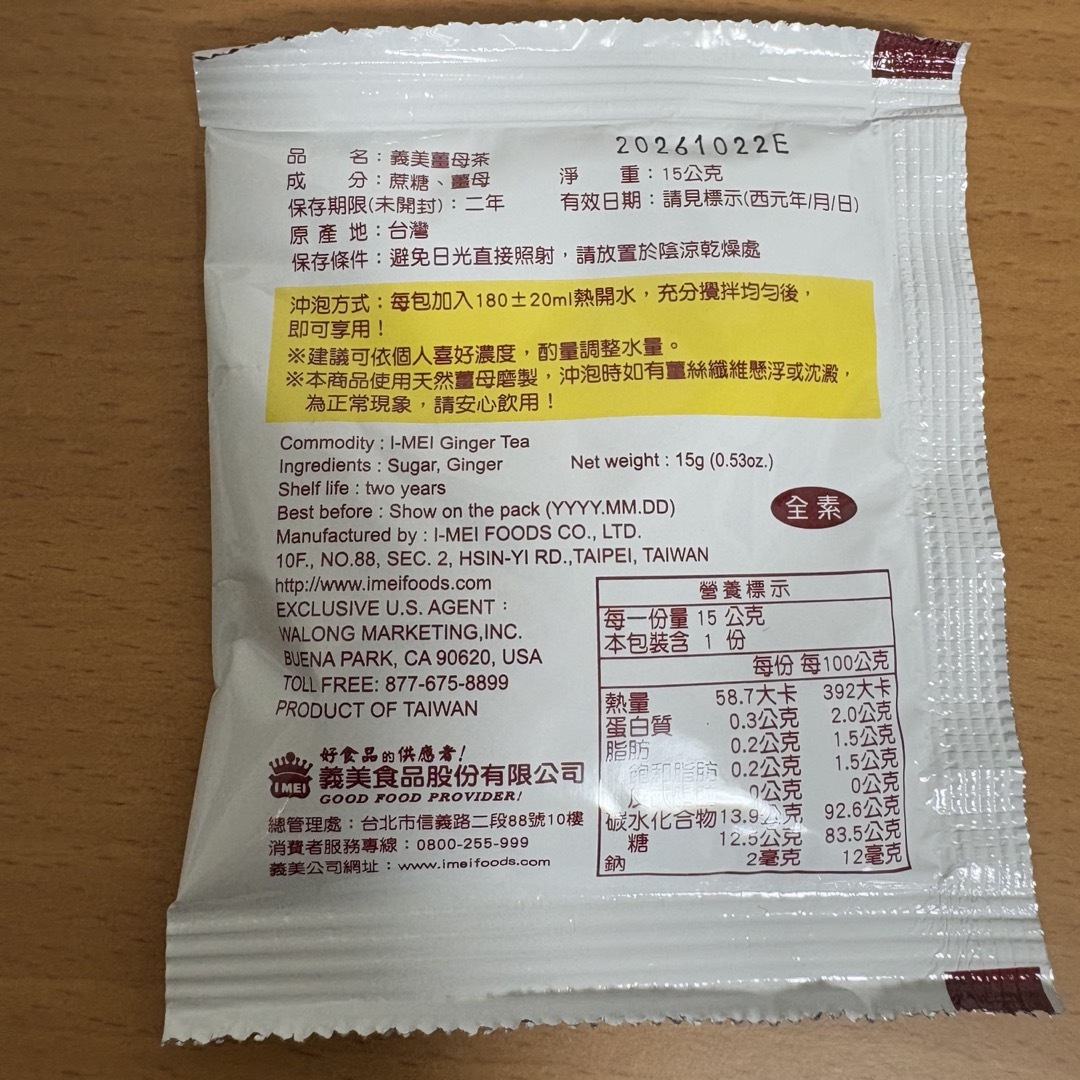 20261022E
品 名：義美薑母茶
成 分：蔗糖、薑母 淨 重：15公克
保存期限(未開封)：二年 有效日期：請見標示(西元年/月/日)
原 產 地：台灣
保存條件：避免日光直接照射，請放置於陰涼乾燥處
沖泡方式：每包加入180±20ml熱開水，充分攪拌均勻後，
即可享用！
※建議可依個人喜好濃度，酌量調整水量。
※本商品使用天然薑母磨製，沖泡時如有薑絲纖維懸浮或沈澱，
為正常現象，請安心飲用！
Commodity : I-MEI Ginger Tea
Ingredients : Sugar, Ginger Net weight : 15g (0.53oz.)
Shelf life : two years
Best before : Show on the pack (YYYY.MM.DD)
全素
Manufactured by : I-MEI FOODS CO., LTD.
10F., NO.88, SEC. 2, HSIN-YI RD.,TAIPEI, TAIWAN
http://www.imeifoods.com
EXCLUSIVE U.S. AGENT :
WALONG MARKETING,INC.
BUENA PARK, CA 90620, USA
TOLL FREE: 877-675-8899
PRODUCT OF TAIWAN
好食品的供應者!
I MEI 義美食品股份有限公司
GOOD FOOD PROVIDER!
總管理處：台北市信義路二段88號10樓
消費者服務專線：0800-255-999
義美公司網址：www.imeifoods.com
營養標示
每一份量 15 公克
本包裝含 1 份
每份 每100公克
熱量 58.7大卡 392大卡
蛋白質 0.3公克 2.0公克
脂肪 0.2公克 1.5公克
飽和脂肪 0.2公克 1.5公克
反式脂肪 0公克 0公克
碳水化合物 13.9公克 92.6公克
糖 12.5公克 83.5公克
鈉 2毫克 12毫克